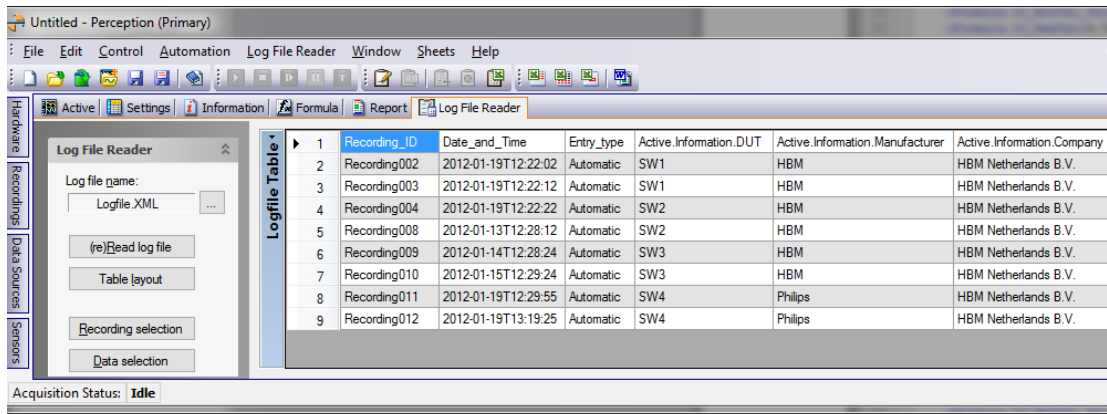 Untitled - Perception (Primary)
File Edit Control Automation Log File Reader Window Sheets Help
Active Settings Information Formula Report Log File Reader
Hardware
Recordings
Data Sources
Sensors
Log File Reader
Log file name:
Logfile.XML ...
(re)Read log file
Table layout
Recording selection
Data selection
Logfile Table
1 Recording_ID Date_and_Time Entry_type Active.Information.DUT Active.Information.Manufacturer Active.Information.Company
2 Recording002 2012-01-19T12:22:02 Automatic SW1 HBM HBM Netherlands B.V.
3 Recording003 2012-01-19T12:22:12 Automatic SW1 HBM HBM Netherlands B.V.
4 Recording004 2012-01-19T12:22:22 Automatic SW2 HBM HBM Netherlands B.V.
5 Recording008 2012-01-13T12:28:12 Automatic SW2 HBM HBM Netherlands B.V.
6 Recording009 2012-01-14T12:28:24 Automatic SW3 HBM HBM Netherlands B.V.
7 Recording010 2012-01-15T12:29:24 Automatic SW3 HBM HBM Netherlands B.V.
8 Recording011 2012-01-19T12:29:55 Automatic SW4 Philips HBM Netherlands B.V.
9 Recording012 2012-01-19T13:19:25 Automatic SW4 Philips HBM Netherlands B.V.
Acquisition Status: Idle